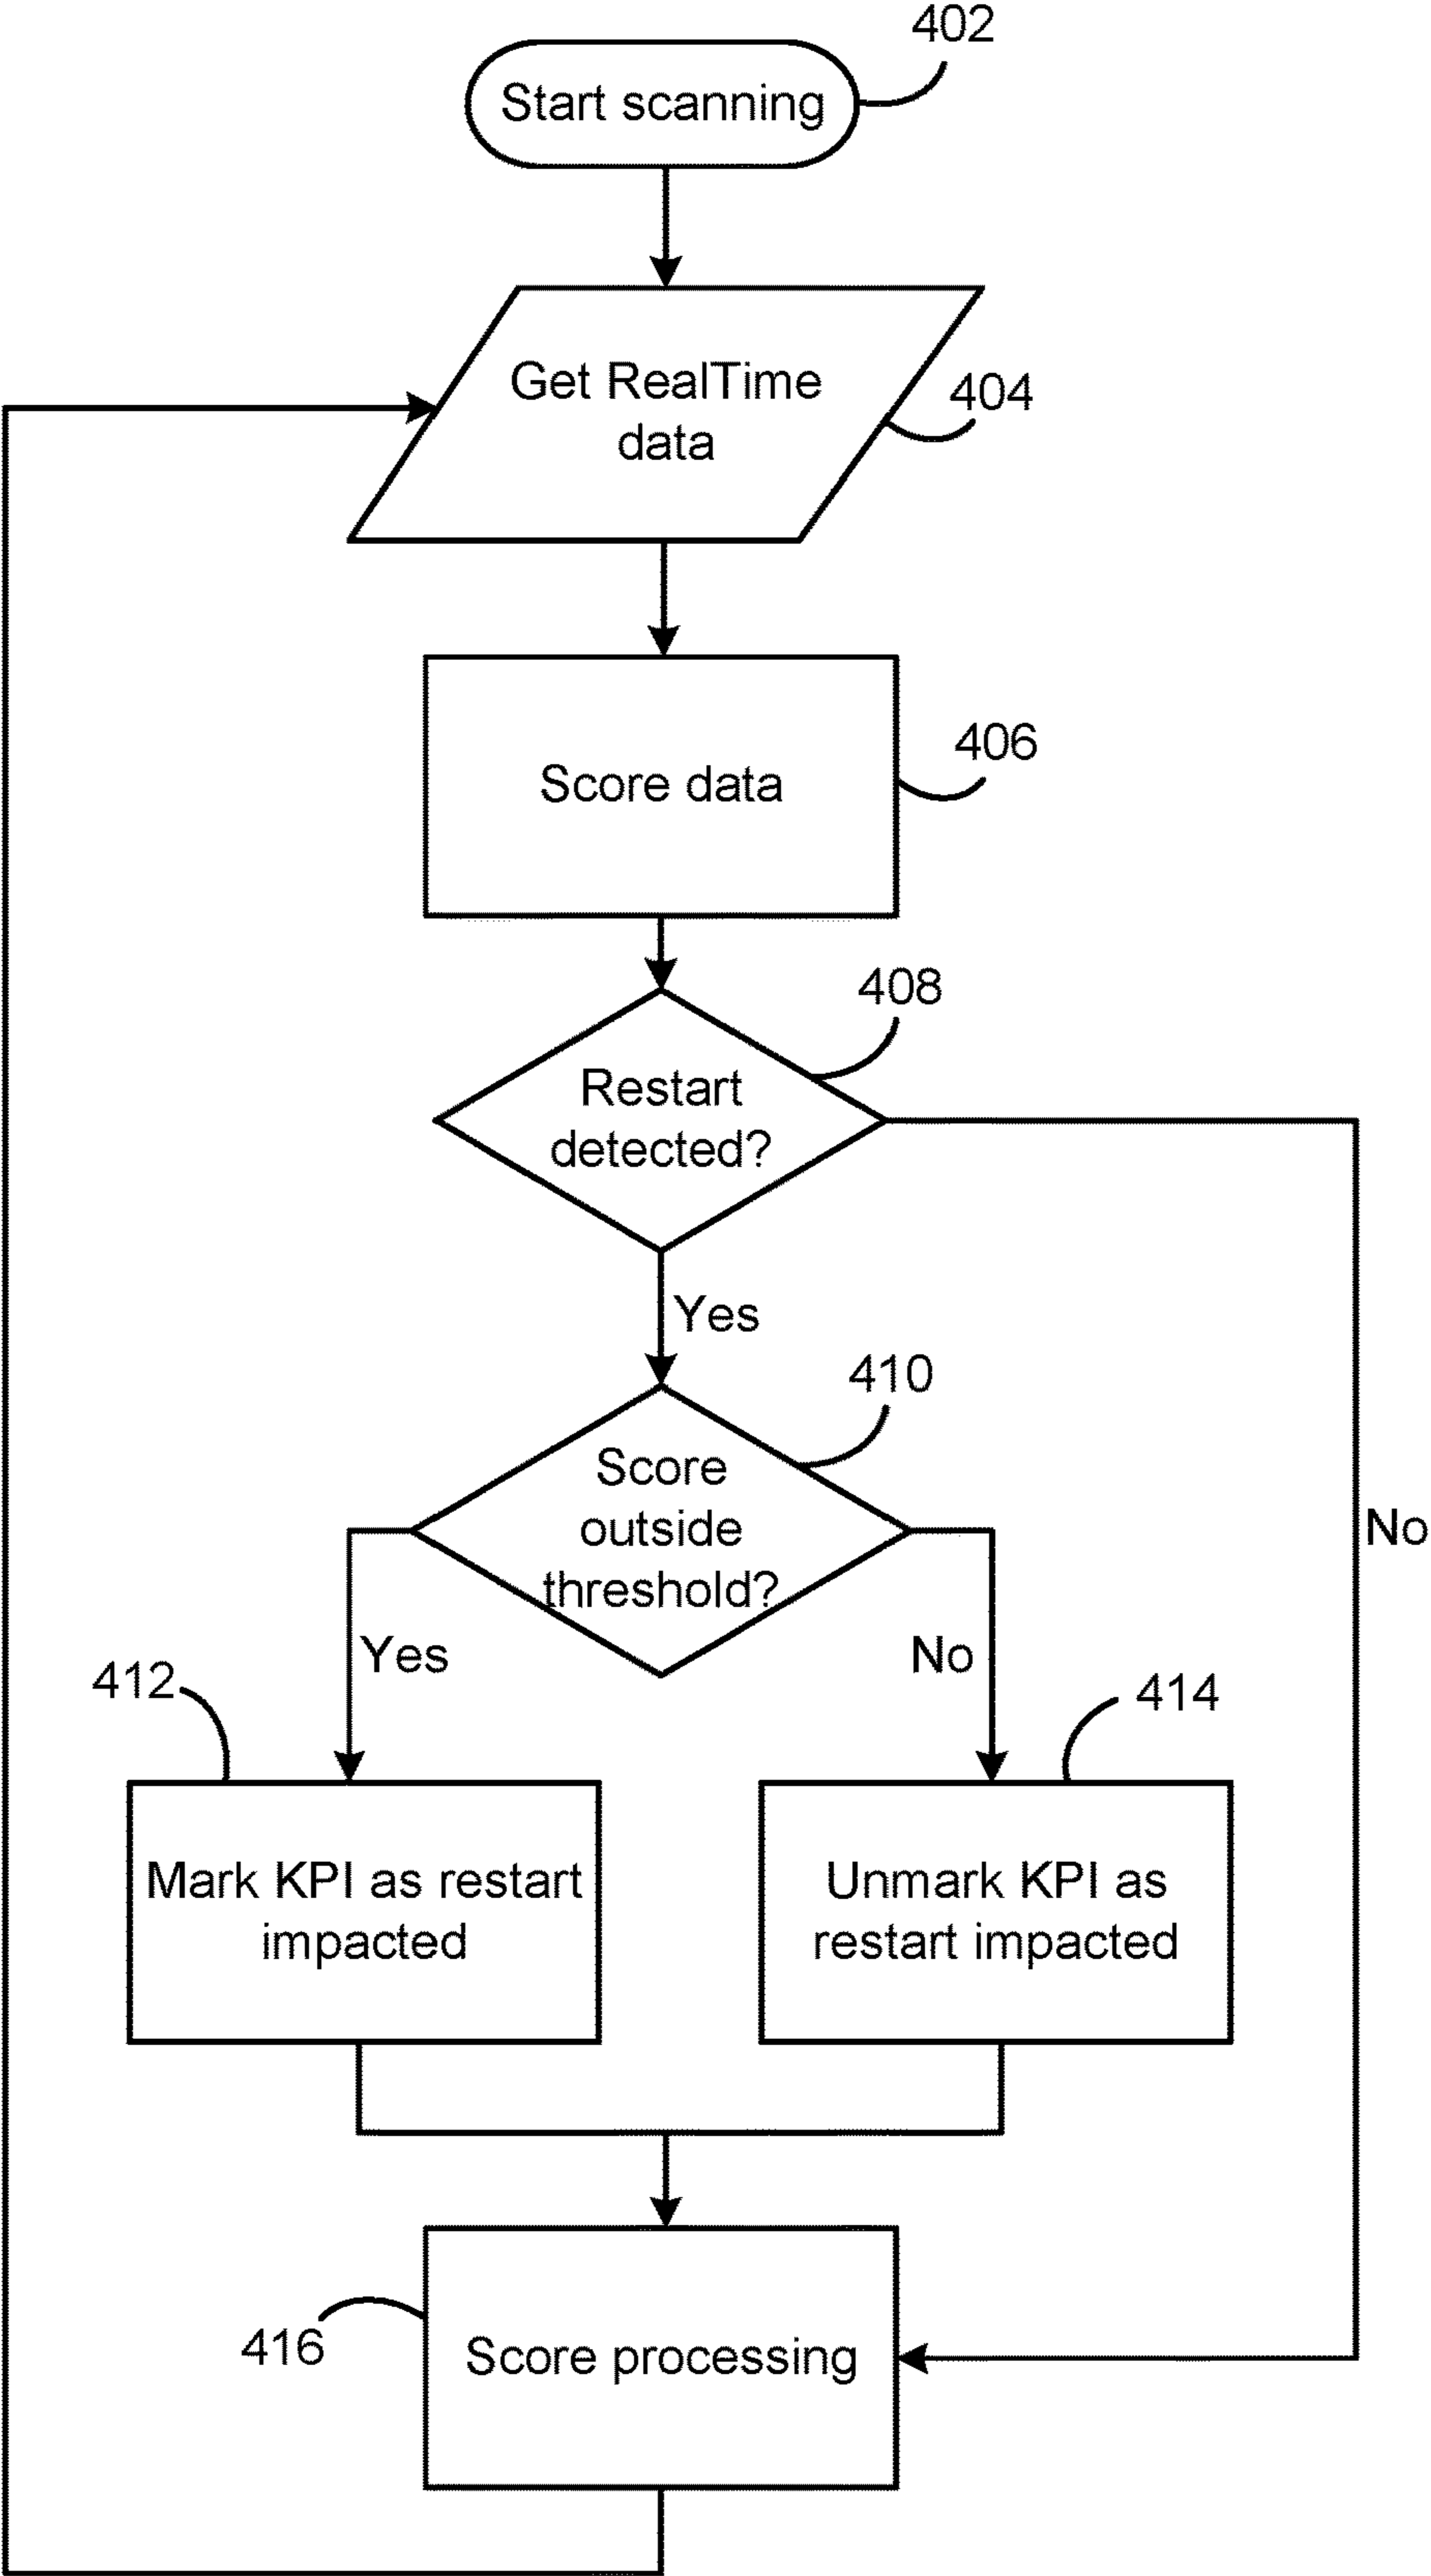 402
Start scanning
Get RealTime
data
404
406
Score data
408
Restart
detected?
Yes
410
Score
outside
threshold?
No
Yes
No
412
414
Mark KPI as restart
impacted
Unmark KPI as
restart impacted
416
Score processing